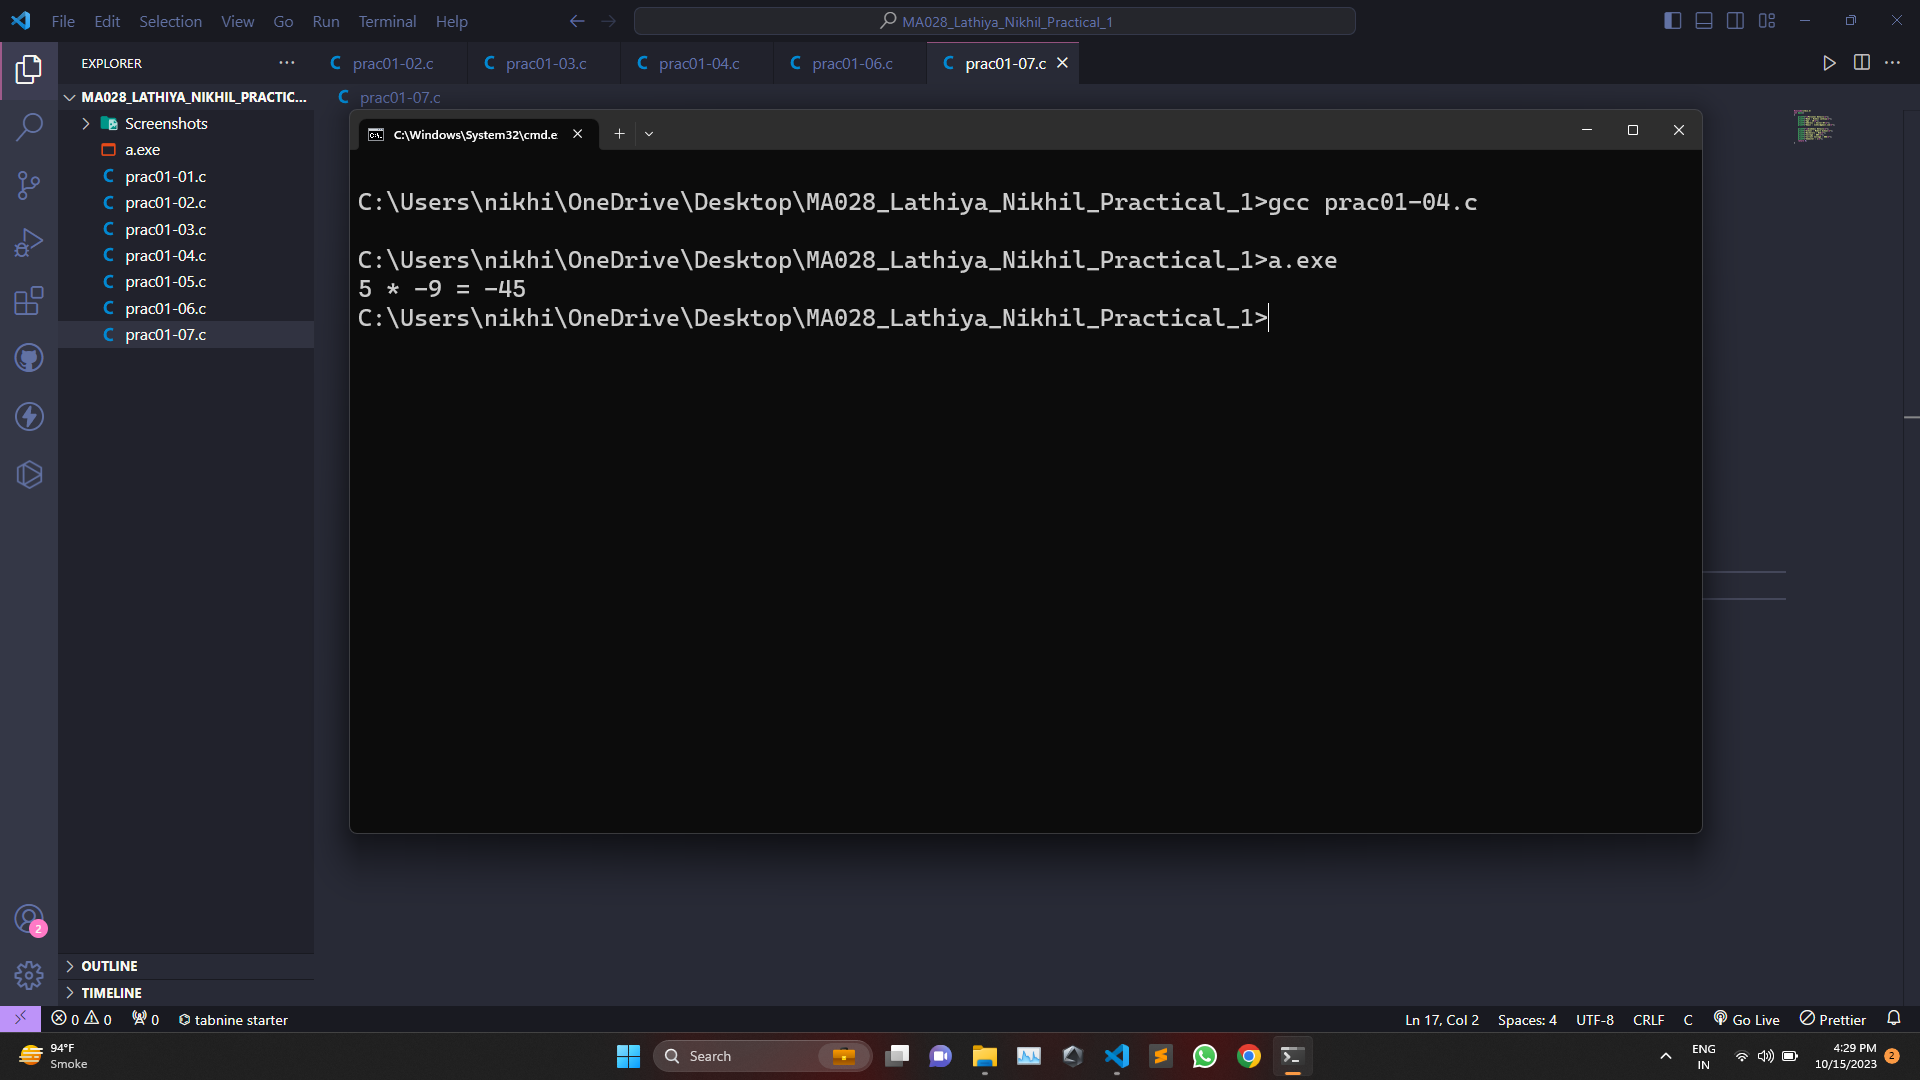 File Edit Selection View Go Run Terminal Help
MA028_Lathiya_Nikhil_Practical_1
EXPLORER
prac01-02.c prac01-03.c prac01-04.c prac01-06.c prac01-07.c
MA028_LATHIYA_NIKHIL_PRACTIC...
prac01-07.c
Screenshots
a.exe
prac01-01.c
prac01-02.c
prac01-03.c
prac01-04.c
prac01-05.c
prac01-06.c
prac01-07.c
C:\Windows\System32\cmd.e
C:\Users\nikhi\OneDrive\Desktop\MA028_Lathiya_Nikhil_Practical_1>gcc prac01-04.c
C:\Users\nikhi\OneDrive\Desktop\MA028_Lathiya_Nikhil_Practical_1>a.exe
5 * -9 = -45
C:\Users\nikhi\OneDrive\Desktop\MA028_Lathiya_Nikhil_Practical_1>
2
OUTLINE
TIMELINE
0 0 0 tabnine starter
Ln 17, Col 2 Spaces: 4 UTF-8 CRLF C Go Live Prettier
94°F
Smoke
Search
ENG
IN
4:29 PM
10/15/2023
2